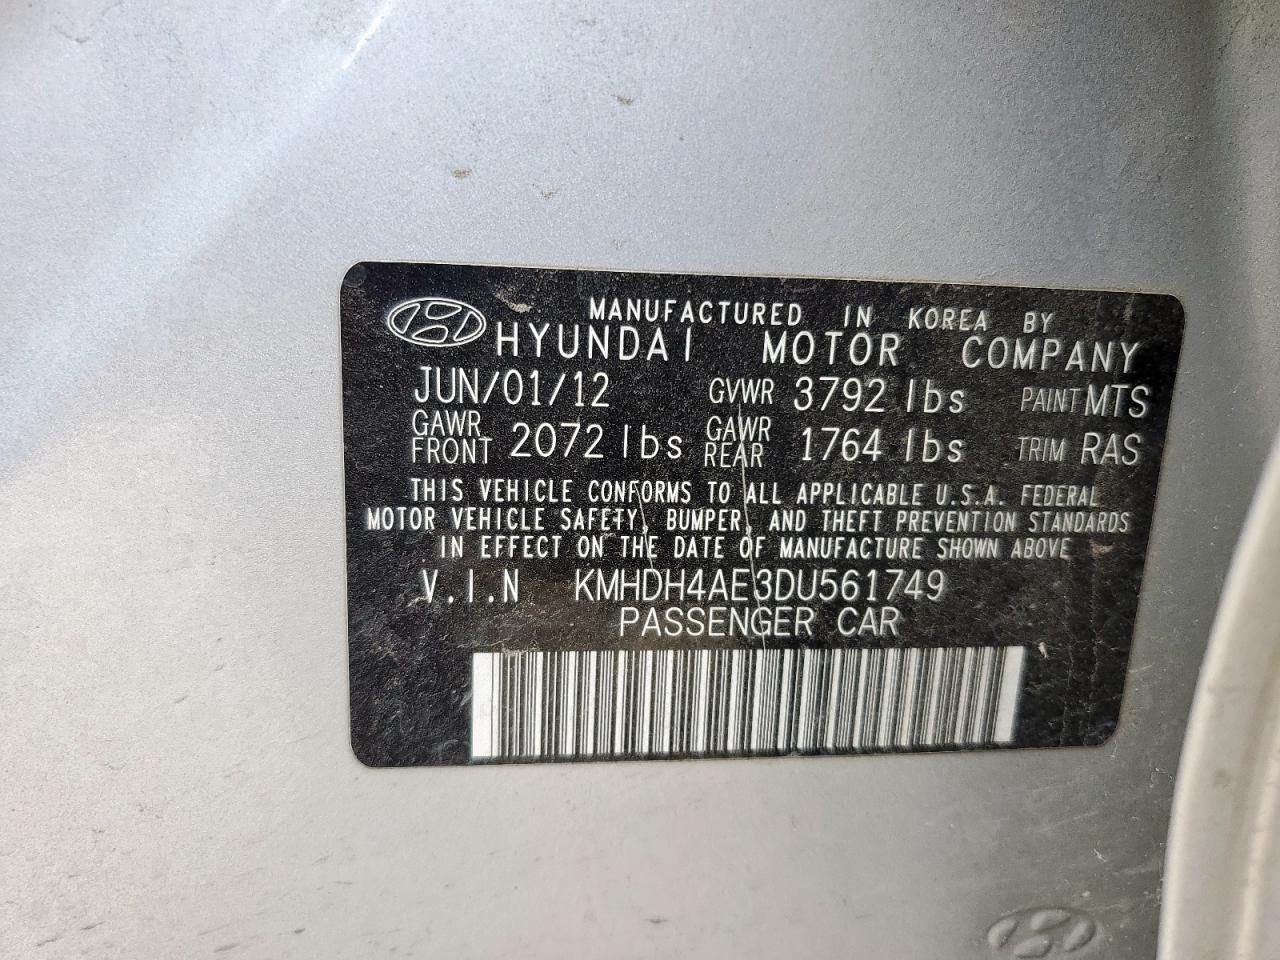 MANUFACTURED IN KOREA BY
HYUNDAI MOTOR COMPANY
JUN/01/12 GVWR 3792 lbs PAINT MTS
GAWR FRONT 2072 lbs GAWR REAR 1764 lbs TRIM RAS
THIS VEHICLE CONFORMS TO ALL APPLICABLE U.S.A. FEDERAL
MOTOR VEHICLE SAFETY, BUMPER, AND THEFT PREVENTION STANDARDS
IN EFFECT ON THE DATE OF MANUFACTURE SHOWN ABOVE
V.I.N KMHDH4AE3DU561749
PASSENGER CAR